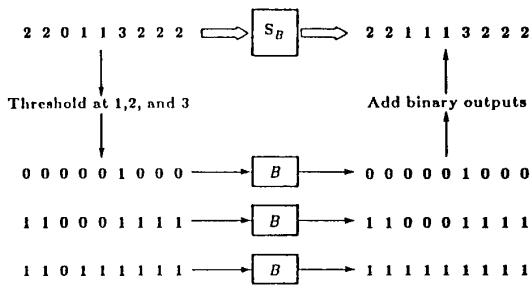 2 2 0 1 1 3 2 2 2 S_B 2 2 1 1 1 3 2 2 2
Threshold at 1,2, and 3 Add binary outputs
0 0 0 0 0 1 0 0 0 B 0 0 0 0 0 1 0 0 0
1 1 0 0 0 1 1 1 1 B 1 1 0 0 0 1 1 1 1
1 1 0 1 1 1 1 1 1 B 1 1 1 1 1 1 1 1 1